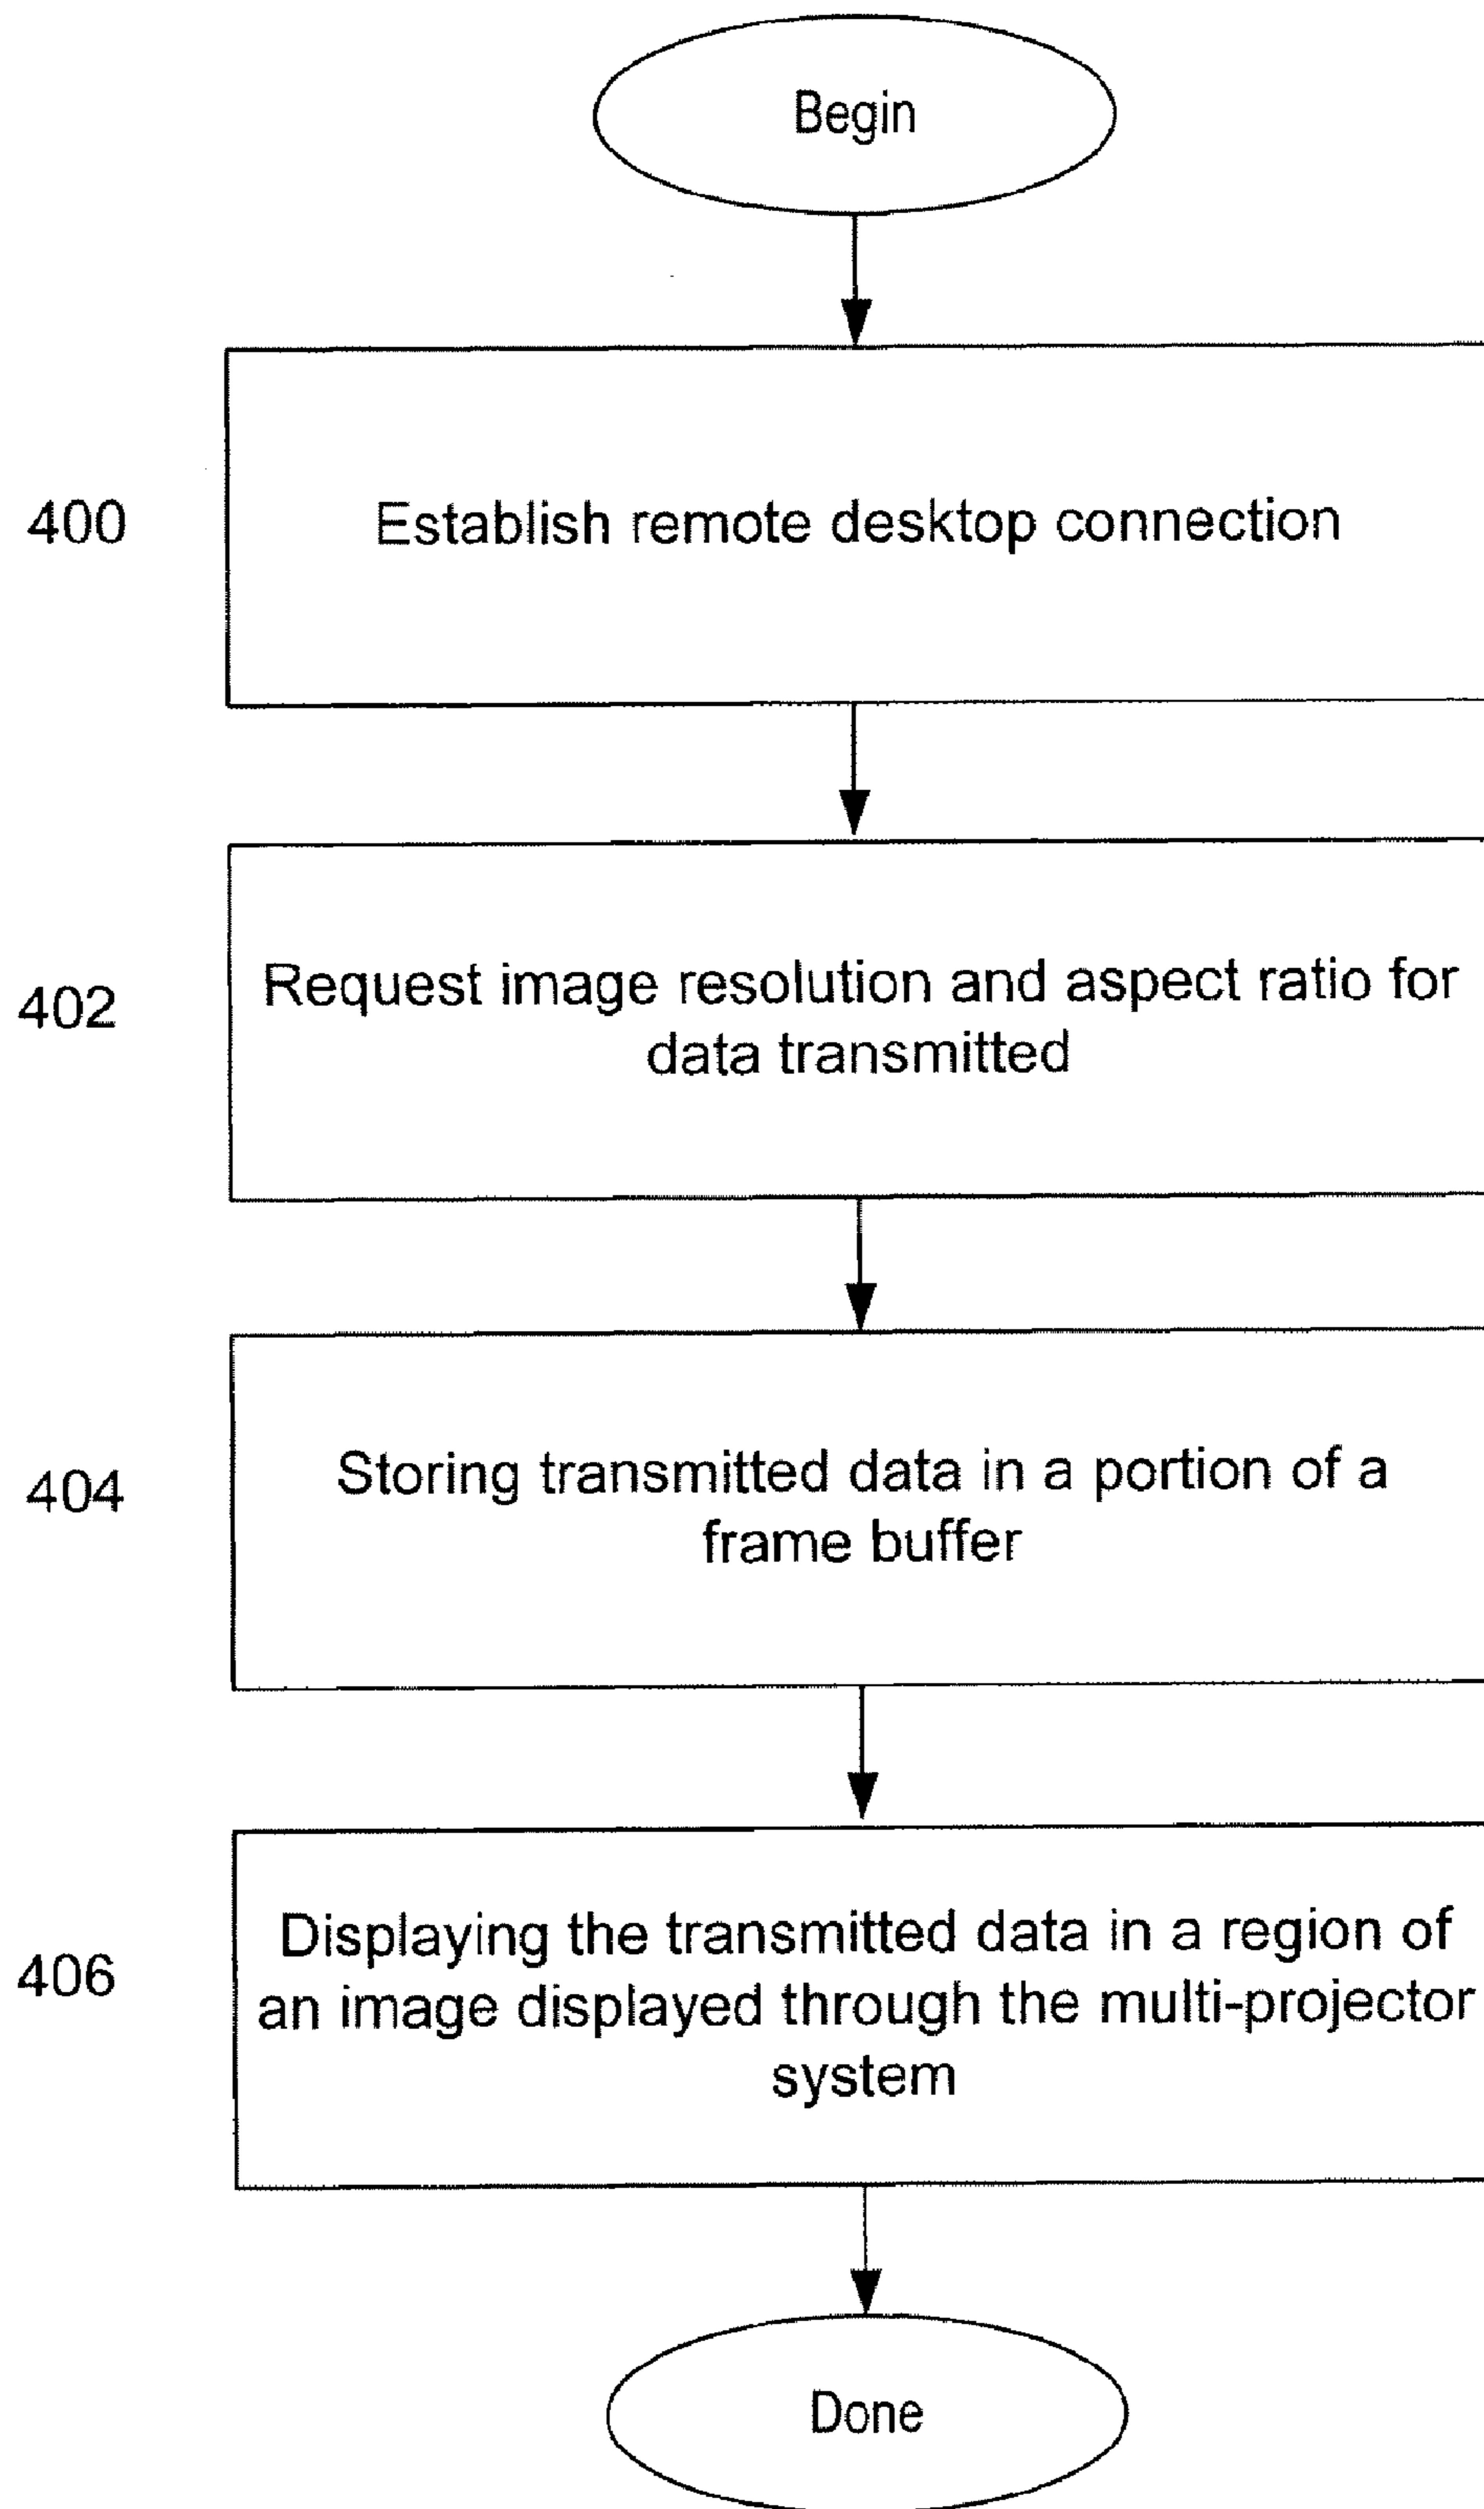 Begin
400
Establish remote desktop connection
402
Request image resolution and aspect ratio for
data transmitted
404
Storing transmitted data in a portion of a
frame buffer
406
Displaying the transmitted data in a region of
an image displayed through the multi-projector
system
Done